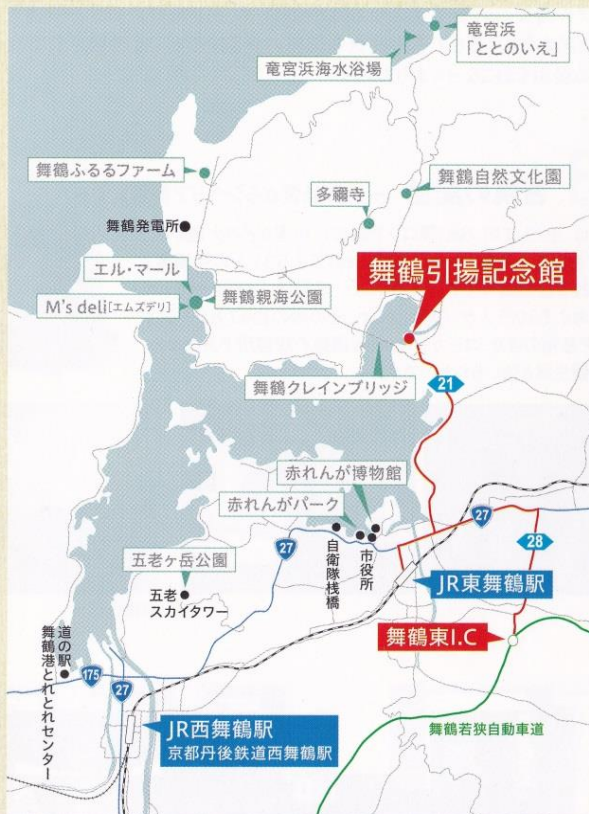 竜宮浜
「ととのいえ」
竜宮浜海水浴場
舞鶴ふるるファーム
多禰寺
舞鶴自然文化園
舞鶴発電所
エル・マール
M's deli[エムズデリ]
舞鶴親海公園
舞鶴引揚記念館
舞鶴クレインブリッジ
21
赤れんが博物館
赤れんがパーク
自衛隊桟橋
市役所
27
27
28
五老ヶ岳公園
五老
スカイタワー
JR東舞鶴駅
舞鶴東I.C
道の駅
舞鶴港とれとれセンター
175
27
JR西舞鶴駅
京都丹後鉄道西舞鶴駅
舞鶴若狭自動車道